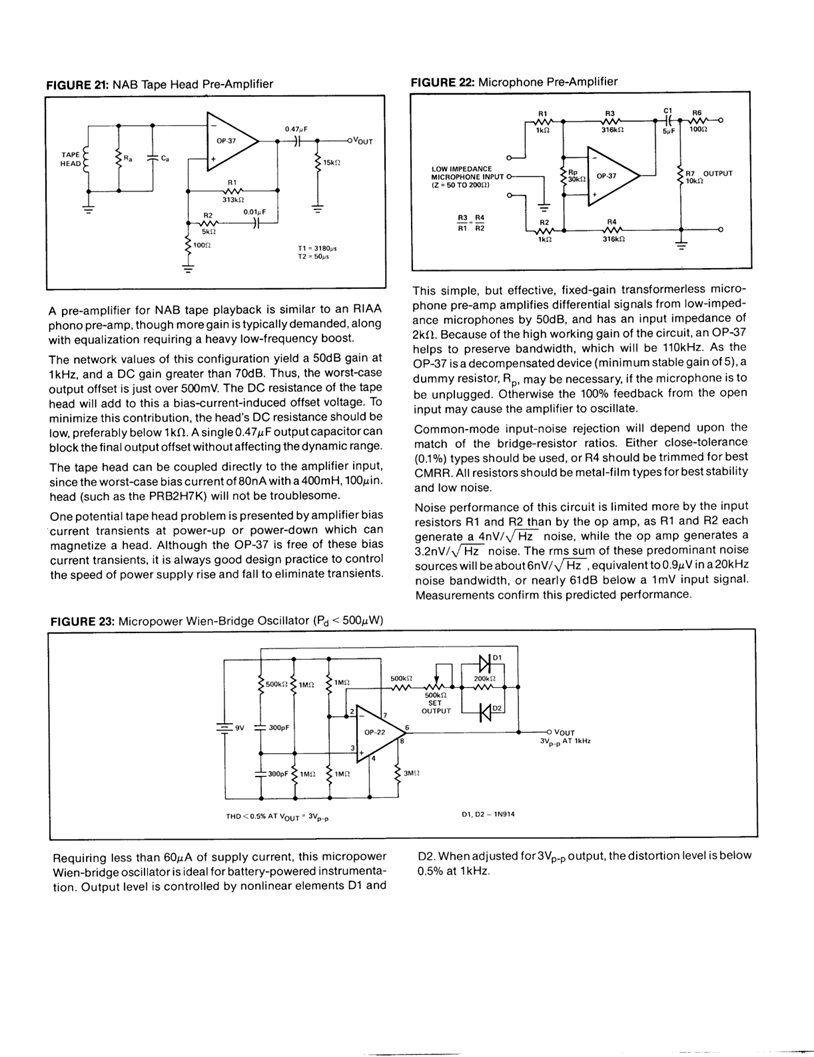 FIGURE 21: NAB Tape Head Pre-Amplifier
TAPE
HEAD
Ra
Ca
−
OP-37
+
0.47μF
VOUT
15kΩ
R1
313kΩ
R2
5kΩ
0.01μF
100Ω
T1 = 3180μs
T2 = 50μs
A pre-amplifier for NAB tape playback is similar to an RIAA
phono pre-amp, though more gain is typically demanded, along
with equalization requiring a heavy low-frequency boost.
The network values of this configuration yield a 50dB gain at
1kHz, and a DC gain greater than 70dB. Thus, the worst-case
output offset is just over 500mV. The DC resistance of the tape
head will add to this a bias-current-induced offset voltage. To
minimize this contribution, the head's DC resistance should be
low, preferably below 1kΩ. A single 0.47μF output capacitor can
block the final output offset without affecting the dynamic range.
The tape head can be coupled directly to the amplifier input,
since the worst-case bias current of 80nA with a 400mH, 100μin.
head (such as the PRB2H7K) will not be troublesome.
One potential tape head problem is presented by amplifier bias
current transients at power-up or power-down which can
magnetize a head. Although the OP-37 is free of these bias
current transients, it is always good design practice to control
the speed of power supply rise and fall to eliminate transients.
FIGURE 22: Microphone Pre-Amplifier
R1
1kΩ
R3
316kΩ
C1
5μF
R6
100Ω
LOW IMPEDANCE
MICROPHONE INPUT
(Z = 50 TO 200Ω)
Rp
30kΩ
−
OP-37
+
R7 OUTPUT
10kΩ
R3 = R4
R1 R2
R2
1kΩ
R4
316kΩ
This simple, but effective, fixed-gain transformerless micro-
phone pre-amp amplifies differential signals from low-imped-
ance microphones by 50dB, and has an input impedance of
2kΩ. Because of the high working gain of the circuit, an OP-37
helps to preserve bandwidth, which will be 110kHz. As the
OP-37 is a decompensated device (minimum stable gain of 5), a
dummy resistor, Rp, may be necessary, if the microphone is to
be unplugged. Otherwise the 100% feedback from the open
input may cause the amplifier to oscillate.
Common-mode input-noise rejection will depend upon the
match of the bridge-resistor ratios. Either close-tolerance
(0.1%) types should be used, or R4 should be trimmed for best
CMRR. All resistors should be metal-film types for best stability
and low noise.
Noise performance of this circuit is limited more by the input
resistors R1 and R2 than by the op amp, as R1 and R2 each
generate a 4nV/√Hz noise, while the op amp generates a
3.2nV/√Hz noise. The rms sum of these predominant noise
sources will be about 6nV/√Hz , equivalent to 0.9μV in a 20kHz
noise bandwidth, or nearly 61dB below a 1mV input signal.
Measurements confirm this predicted performance.
FIGURE 23: Micropower Wien-Bridge Oscillator (Pd < 500μW)
9V
500kΩ
1MΩ
1MΩ
300pF
300pF
1MΩ
1MΩ
500kΩ
500kΩ
SET
OUTPUT
D1
200kΩ
D2
2
−
7
OP-22
6
3
+
4
8
3MΩ
VOUT
3Vp-p AT 1kHz
THD < 0.5% AT VOUT = 3Vp-p
D1, D2 – 1N914
Requiring less than 60μA of supply current, this micropower
Wien-bridge oscillator is ideal for battery-powered instrumenta-
tion. Output level is controlled by nonlinear elements D1 and
D2. When adjusted for 3Vp-p output, the distortion level is below
0.5% at 1kHz.